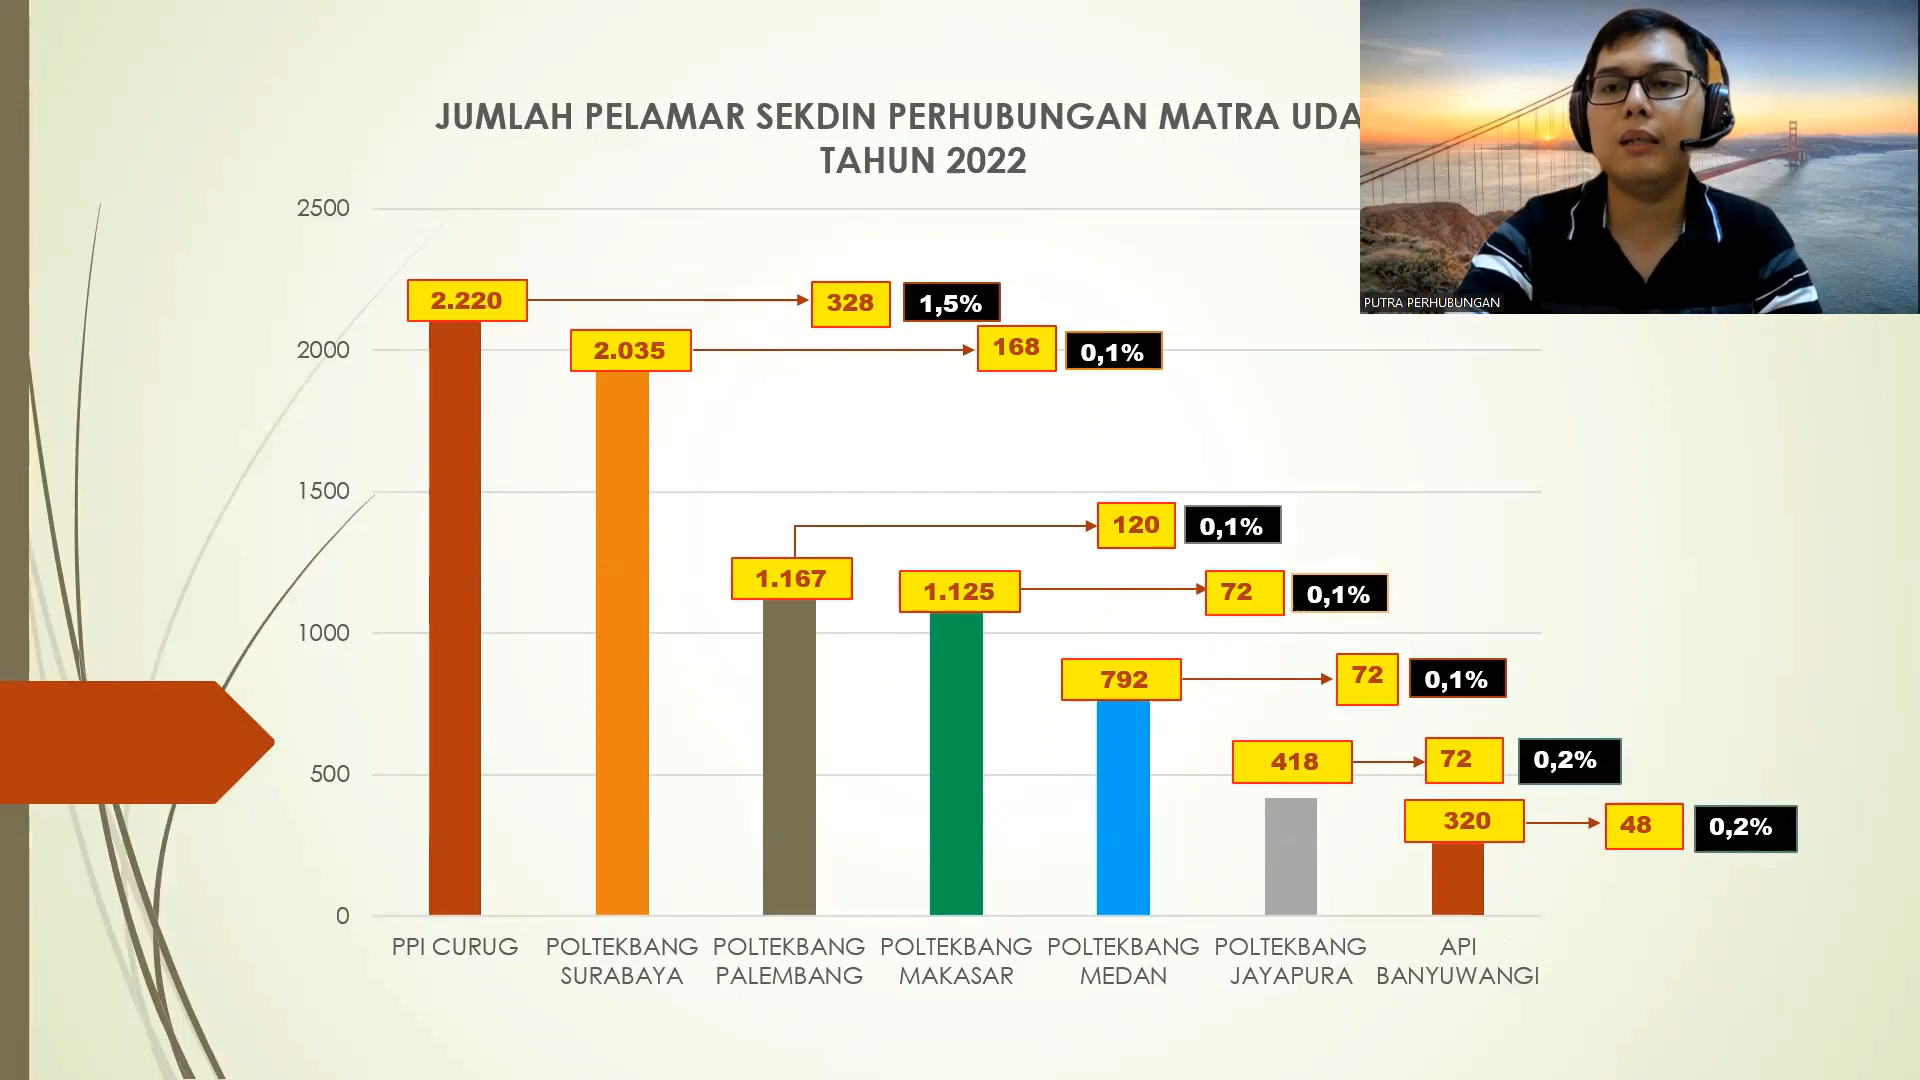 JUMLAH PELAMAR SEKDIN PERHUBUNGAN MATRA UDA
TAHUN 2022
PUTRA PERHUBUNGAN
2500
2000
1500
1000
500
0
2.220
328
1,5%
2.035
168
0,1%
1.167
120
0,1%
1.125
72
0,1%
792
72
0,1%
418
72
0,2%
320
48
0,2%
PPI CURUG
POLTEKBANG
SURABAYA
POLTEKBANG
PALEMBANG
POLTEKBANG
MAKASAR
POLTEKBANG
MEDAN
POLTEKBANG
JAYAPURA
API
BANYUWANGI